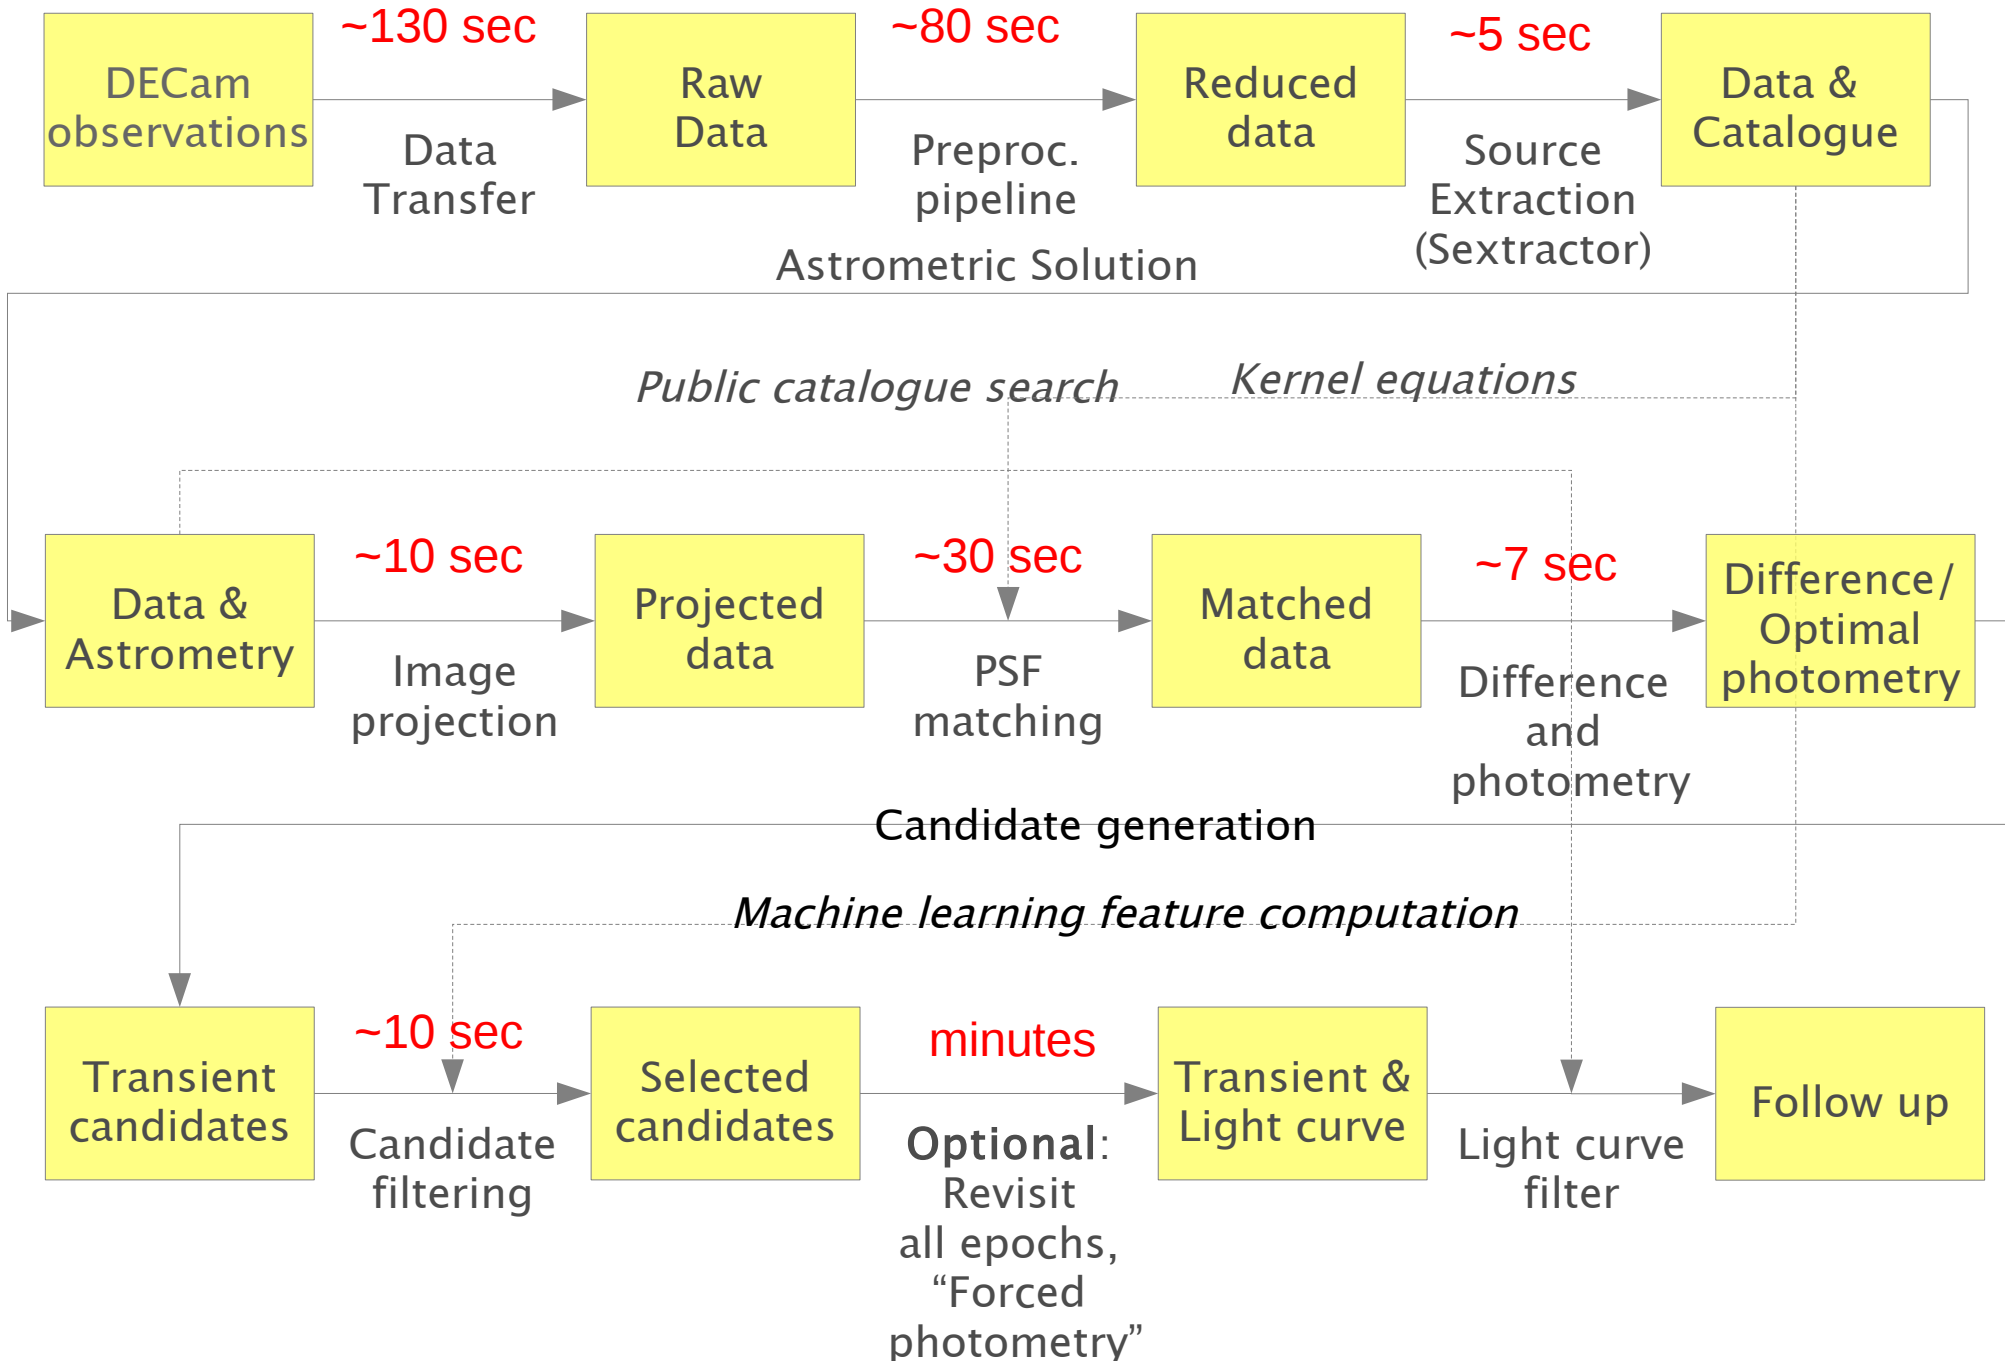 ~130 sec
~80 sec
~5 sec
DECam
observations
Raw
Data
Reduced
data
Data &
Catalogue
Data
Transfer
Preproc.
pipeline
Source
Extraction
(Sextractor)
Astrometric Solution
Public catalogue search
Kernel equations
~10 sec
~30 sec
~7 sec
Data &
Astrometry
Projected
data
Matched
data
Difference/
Optimal
photometry
Image
projection
PSF
matching
Difference
and
photometry
Candidate generation
Machine learning feature computation
~10 sec
minutes
Transient
candidates
Selected
candidates
Transient &
Light curve
Follow up
Candidate
filtering
Optional:
Revisit
all epochs,
“Forced
photometry”
Light curve
filter